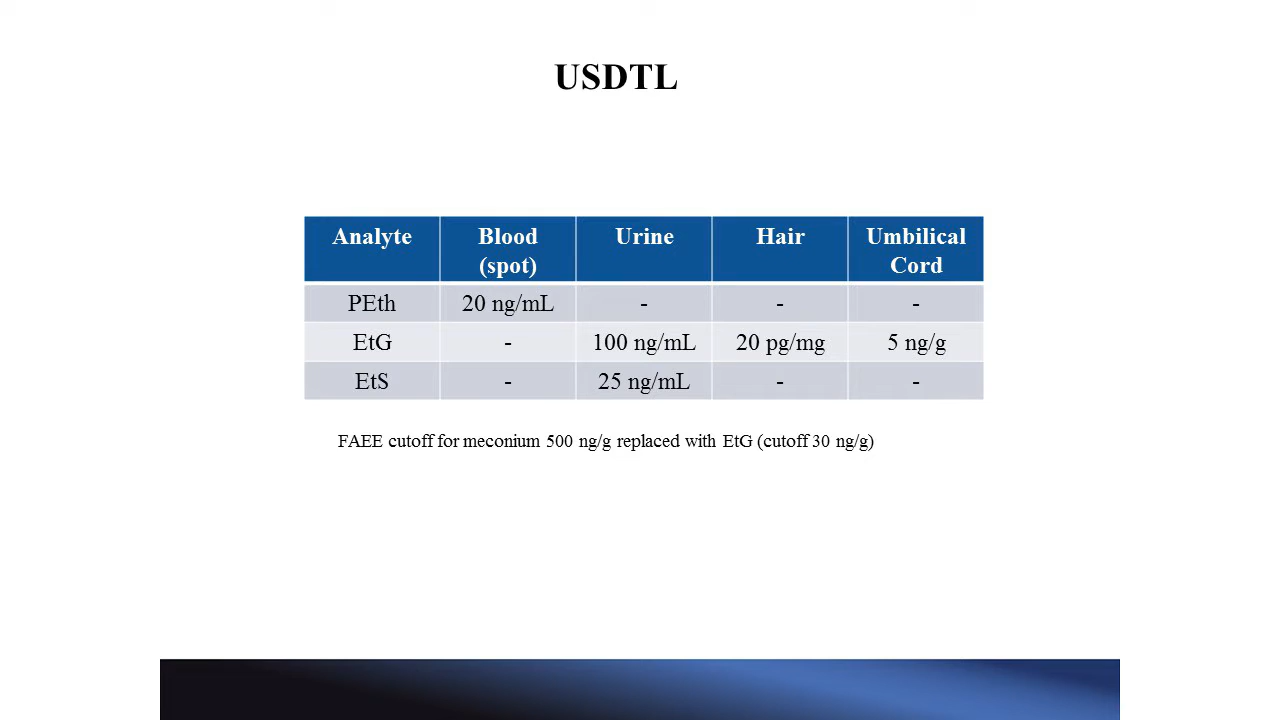 USDTL
Analyte Blood (spot) Urine Hair Umbilical Cord
PEth 20 ng/mL - - -
EtG - 100 ng/mL 20 pg/mg 5 ng/g
EtS - 25 ng/mL - -
FAEE cutoff for meconium 500 ng/g replaced with EtG (cutoff 30 ng/g)